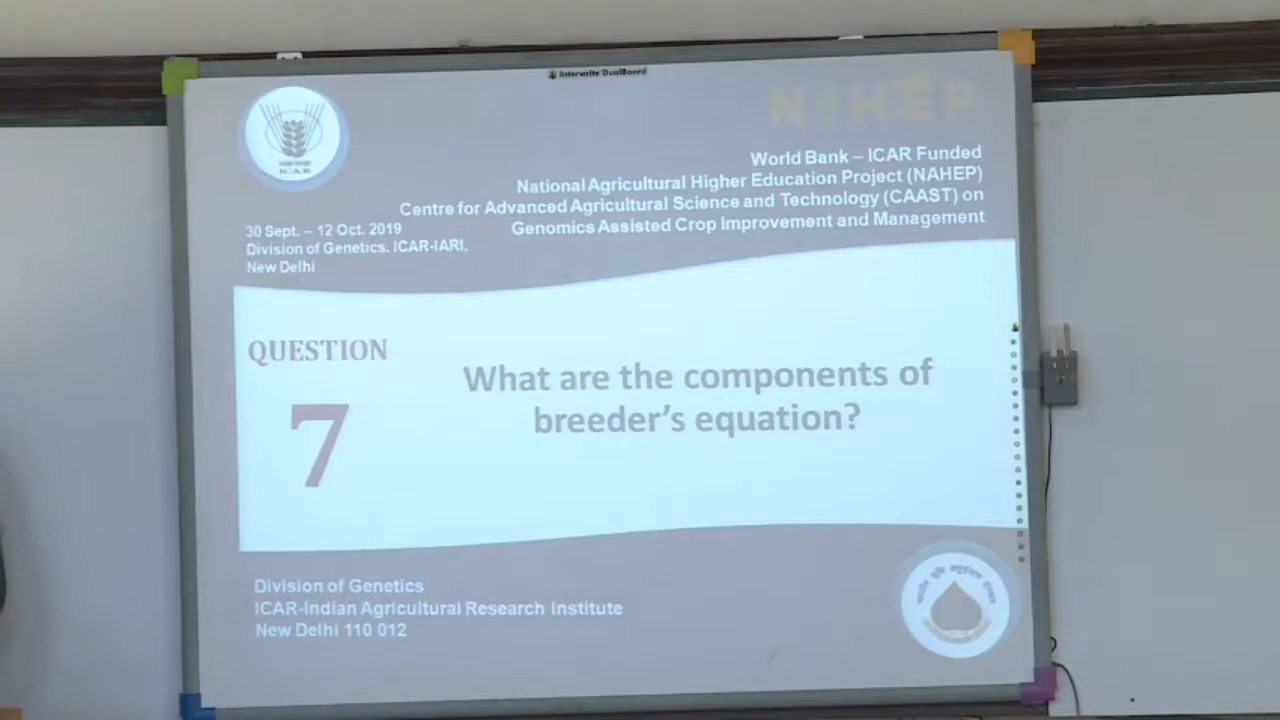 Interwrite DualBoard
NAHEP
World Bank – ICAR Funded
National Agricultural Higher Education Project (NAHEP)
Centre for Advanced Agricultural Science and Technology (CAAST) on
Genomics Assisted Crop Improvement and Management
30 Sept. – 12 Oct. 2019
Division of Genetics, ICAR-IARI,
New Delhi
QUESTION
7
What are the components of
breeder's equation?
Division of Genetics
ICAR-Indian Agricultural Research Institute
New Delhi 110 012